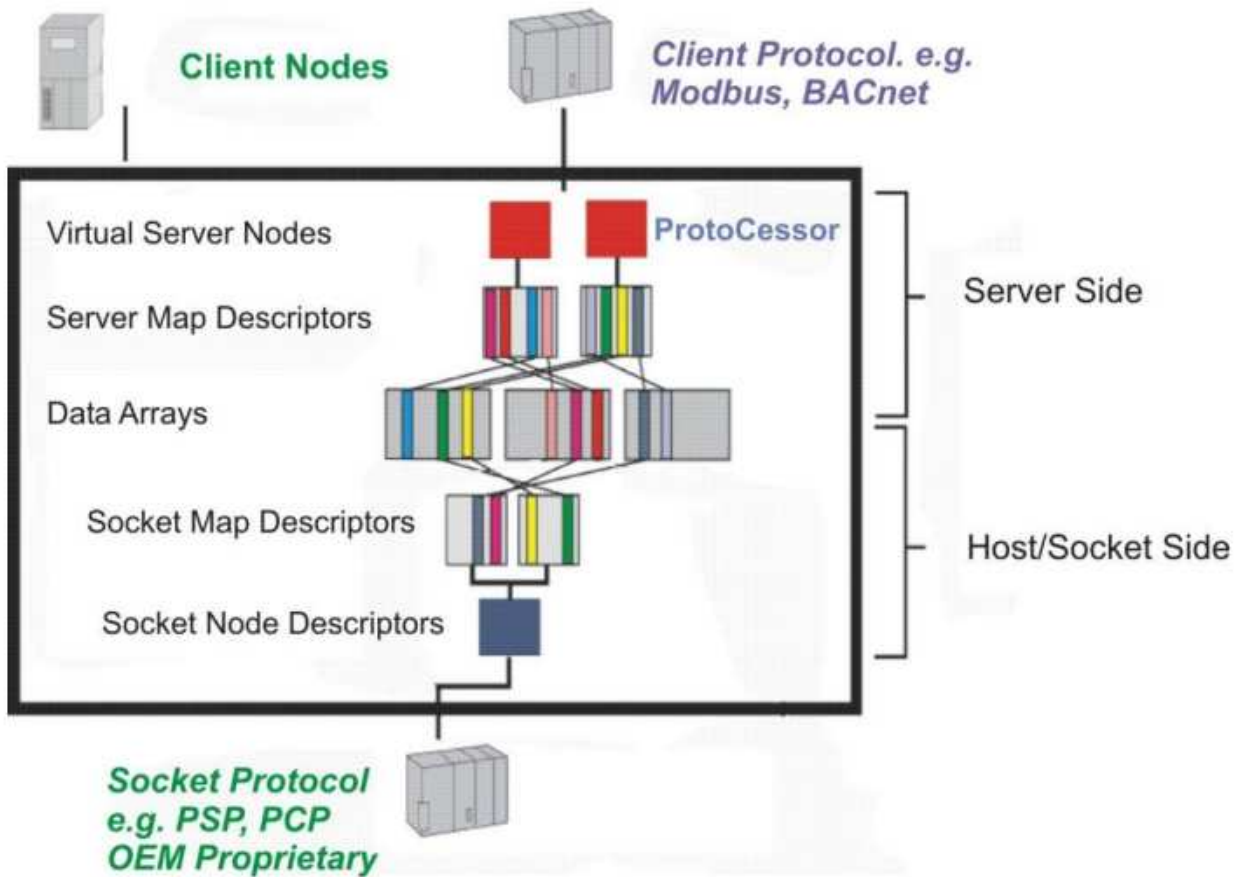 Client Nodes
Client Protocol. e.g.
Modbus, BACnet
Virtual Server Nodes
ProtoCessor
Server Map Descriptors
Server Side
Data Arrays
Socket Map Descriptors
Host/Socket Side
Socket Node Descriptors
Socket Protocol
e.g. PSP, PCP
OEM Proprietary